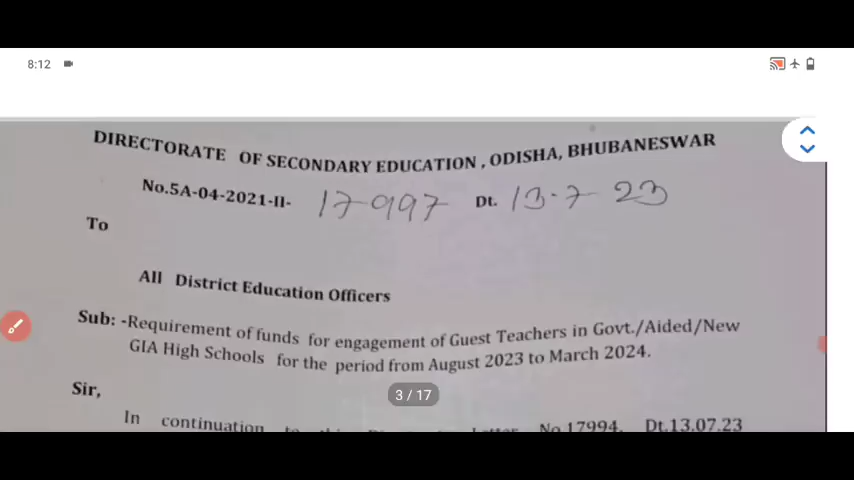 8:12
DIRECTORATE OF SECONDARY EDUCATION, ODISHA, BHUBANESWAR
No.5A-04-2021-II- 17997 Dt. 13-7-23
To
All District Education Officers
Sub: -Requirement of funds for engagement of Guest Teachers in Govt./Aided/New
GIA High Schools for the period from August 2023 to March 2024.
Sir,
3 / 17
In continuation No.17994, Dt.13.07.23